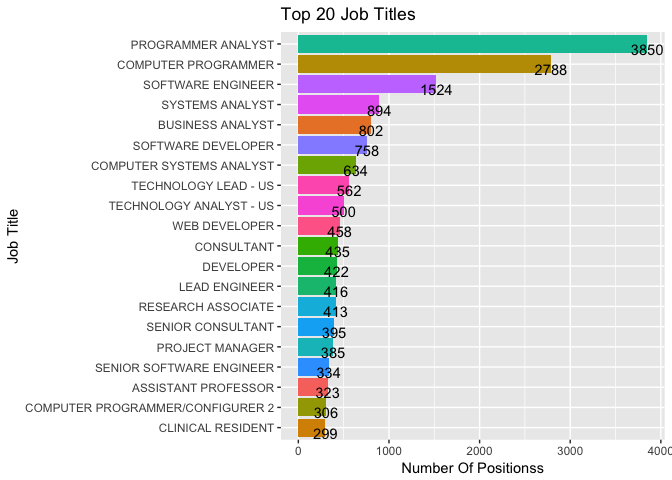 Top 20 Job Titles
Job Title
PROGRAMMER ANALYST 3850
COMPUTER PROGRAMMER 2788
SOFTWARE ENGINEER 1524
SYSTEMS ANALYST 894
BUSINESS ANALYST 802
SOFTWARE DEVELOPER 758
COMPUTER SYSTEMS ANALYST 634
TECHNOLOGY LEAD - US 562
TECHNOLOGY ANALYST - US 500
WEB DEVELOPER 458
CONSULTANT 435
DEVELOPER 422
LEAD ENGINEER 416
RESEARCH ASSOCIATE 413
SENIOR CONSULTANT 395
PROJECT MANAGER 385
SENIOR SOFTWARE ENGINEER 334
ASSISTANT PROFESSOR 323
COMPUTER PROGRAMMER/CONFIGURER 2 306
CLINICAL RESIDENT 299
0 1000 2000 3000 4000
Number Of Positionss